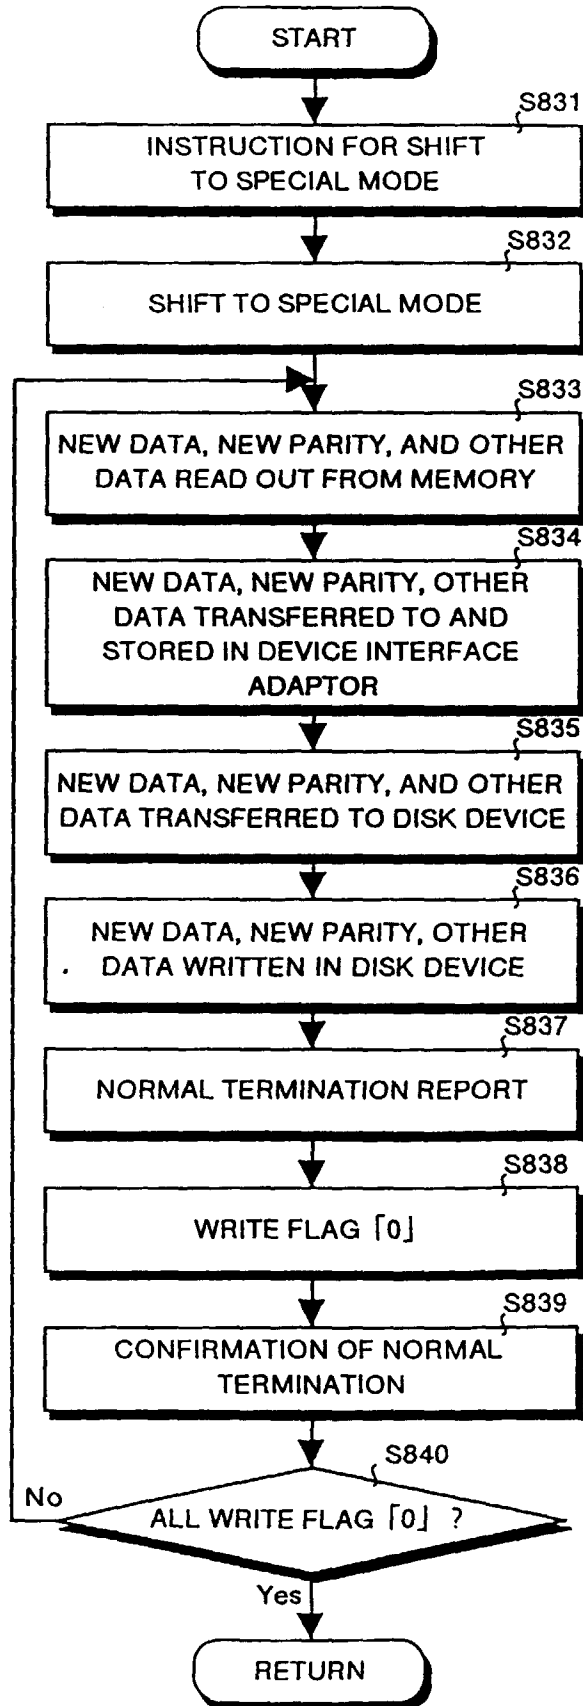 START
S831
INSTRUCTION FOR SHIFT
TO SPECIAL MODE
S832
SHIFT TO SPECIAL MODE
S833
NEW DATA, NEW PARITY, AND OTHER
DATA READ OUT FROM MEMORY
S834
NEW DATA, NEW PARITY, OTHER
DATA TRANSFERRED TO AND
STORED IN DEVICE INTERFACE
ADAPTOR
S835
NEW DATA, NEW PARITY, AND OTHER
DATA TRANSFERRED TO DISK DEVICE
S836
NEW DATA, NEW PARITY, OTHER
DATA WRITTEN IN DISK DEVICE
S837
NORMAL TERMINATION REPORT
S838
WRITE FLAG「0」
S839
CONFIRMATION OF NORMAL
TERMINATION
S840
No
ALL WRITE FLAG「0」?
Yes
RETURN